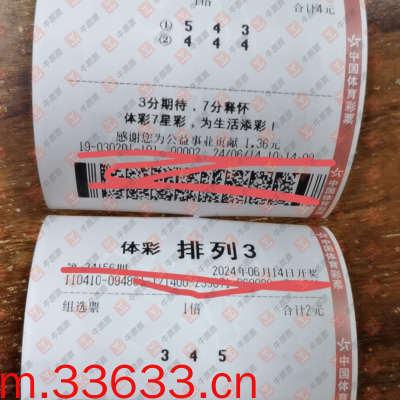 1倍 合计4元
① 5 4 3
② 4 4 4
3分期待，7分释怀
体彩7星彩，为生活添彩！
感谢您为公益事业贡献 1.36元
中国体育彩票
体彩 排列3
2024年06月14日开奖
组选票 1倍 合计2元
3 4 5
中国体育彩票
m.33633.cn